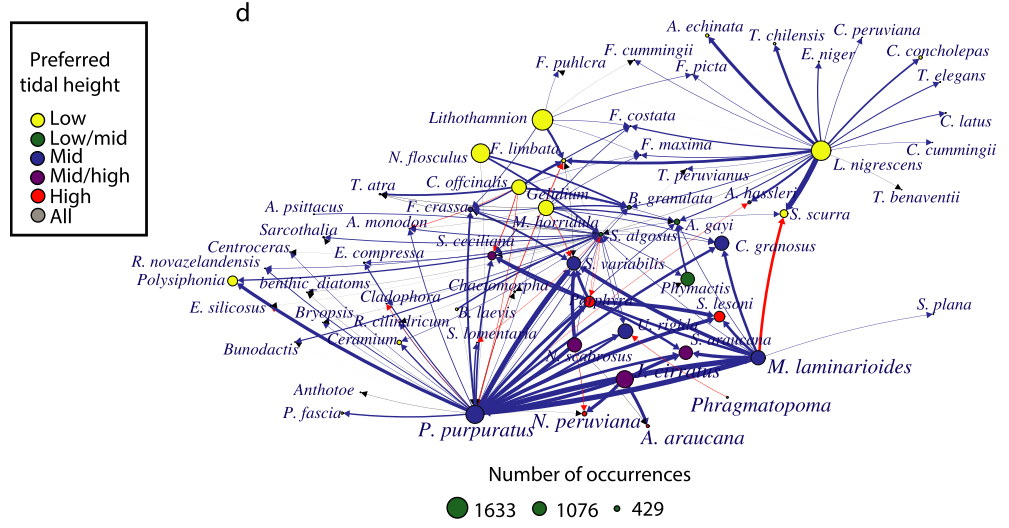 d
Preferred
tidal height
Low
Low/mid
Mid
Mid/high
High
All
A. echinata
T. chilensis
C. peruviana
E. niger
C. concholepas
F. cummingii
F. puhlcra
F. picta
T. elegans
Lithothamnion
F. costata
C. latus
N. flosculus
F. limbata
F. maxima
C. cummingii
L. nigrescens
T. peruvianus
T. atra
C. offcinalis
Gelidium
A. hassleri
T. benaventii
A. psittacus
F. crassa
B. granulata
S. scurra
A. monodon
M. horridula
A. gayi
Sarcothalia
S. ceciliana
S. algosus
C. granosus
Centroceras
E. compressa
R. novazelandensis
S. variabilis
Polysiphonia
benthic_diatoms
Chaetomorpha
Phymactis
Cladophora
Porphyra
E. silicosus
B. laevis
S. lesoni
S. plana
Bryopsis
R. cilindricum
U. rigida
Ceramium
S. lomentaria
S. araucana
Bunodactis
N. scabrosus
M. laminarioides
J. cirratus
Anthotoe
Phragmatopoma
P. fascia
P. purpuratus
N. peruviana
A. araucana
Number of occurrences
1633
1076
429